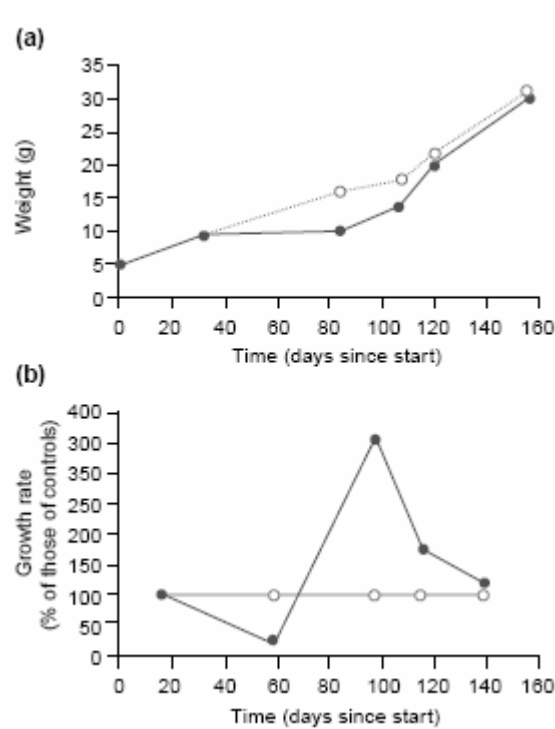 (a)
35
30
25
20
15
10
5
0
Weight (g)
0 20 40 60 80 100 120 140 160
Time (days since start)
(b)
400
300
350
250
200
150
100
50
0
Growth rate
(% of those of controls)
0 20 40 60 80 100 120 140 160
Time (days since start)